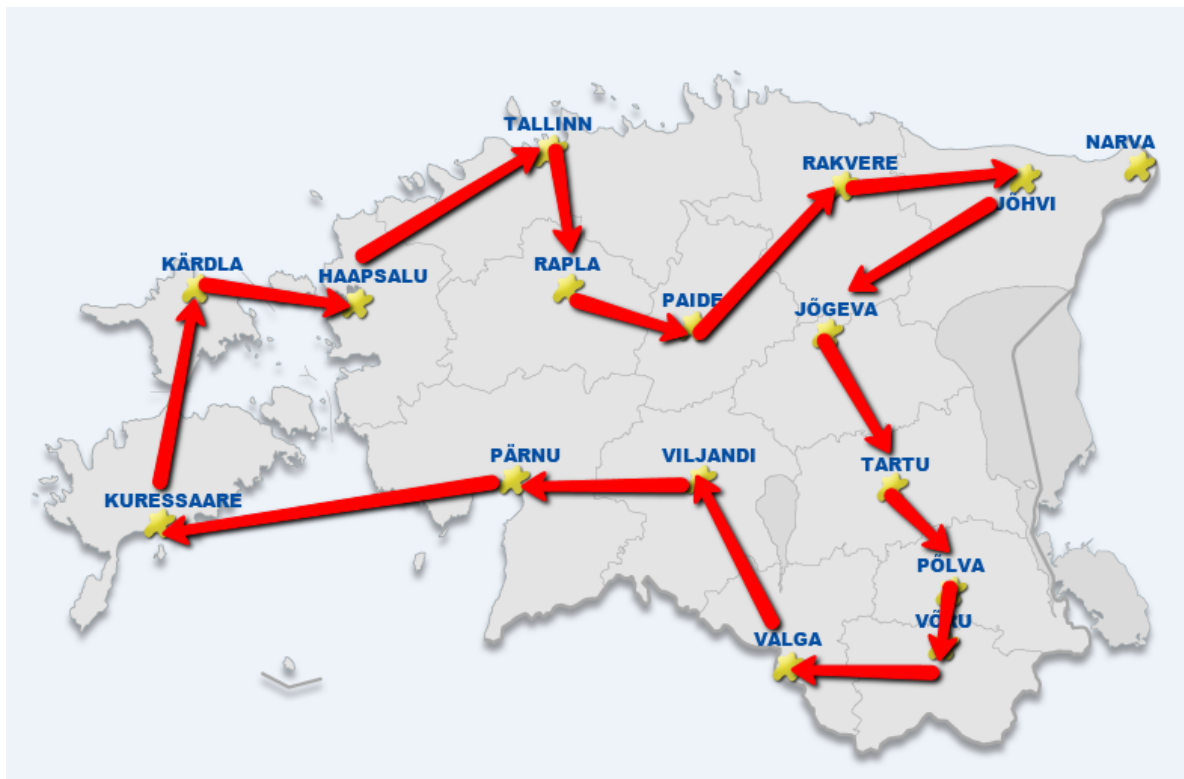 TALLINN
NARVA
RAKVERE
JÕHVI
KÄRDLA
HAAPSALU
RAPLA
PAIDE
JÕGEVA
PÄRNU
VILJANDI
TARTU
KURESSAARE
PÕLVA
VÕRU
VALGA